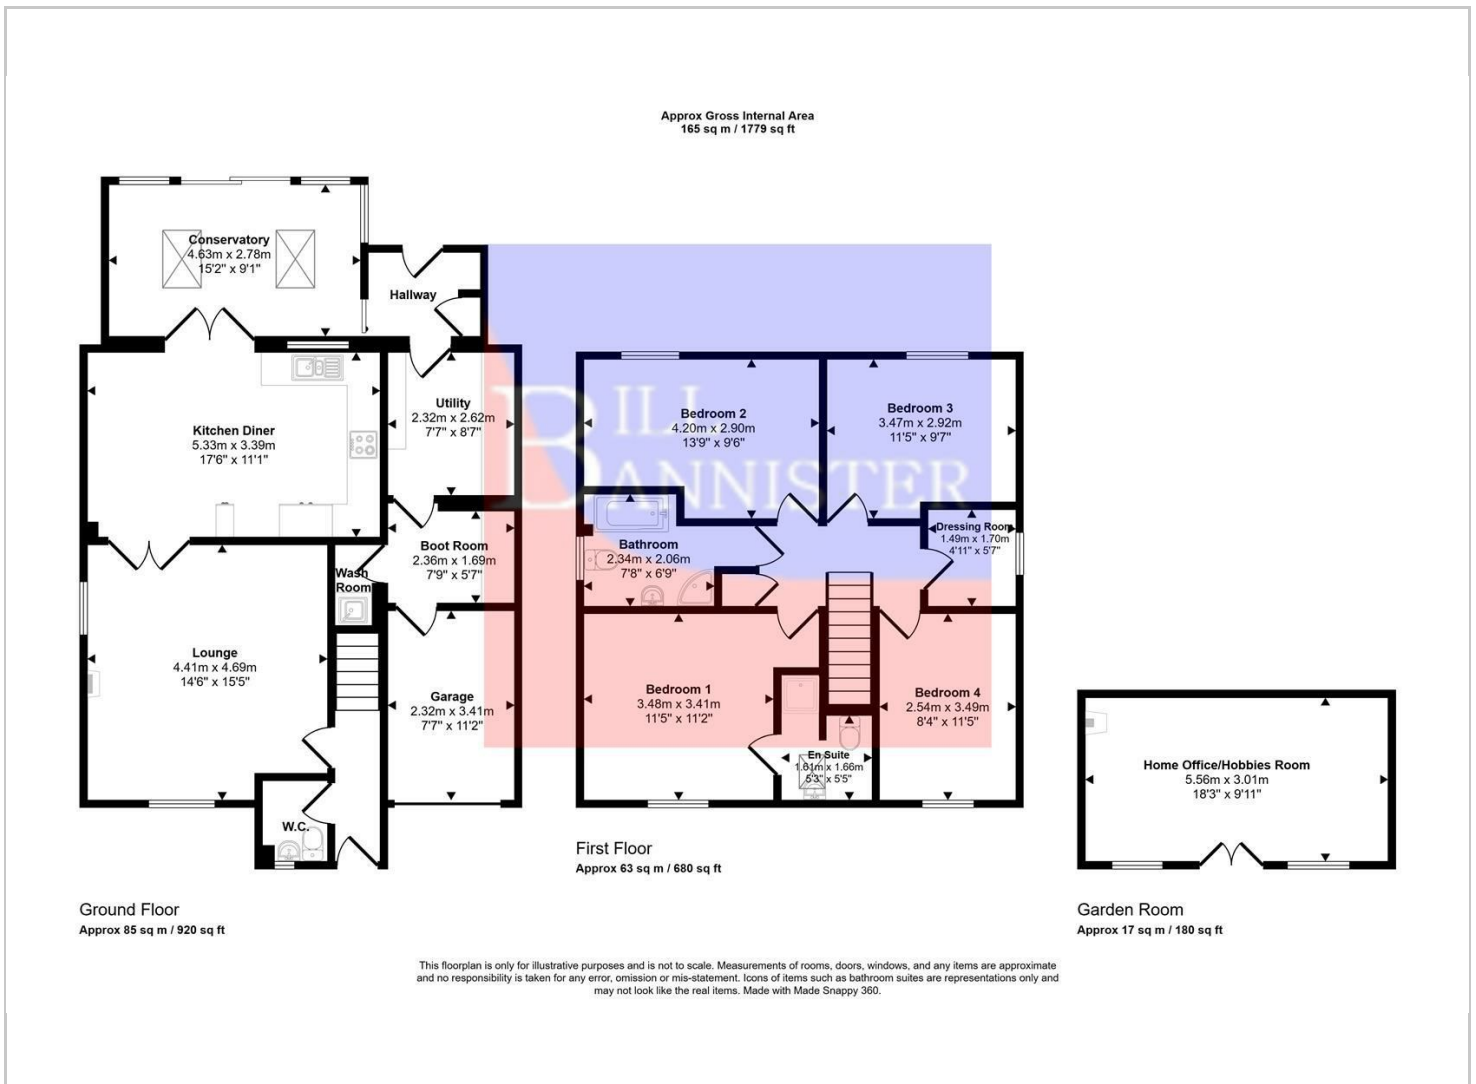 Approx Gross Internal Area
165 sq m / 1779 sq ft
Conservatory
4.63m x 2.78m
15'2" x 9'1"
Hallway
Kitchen Diner
5.33m x 3.39m
17'6" x 11'1"
Utility
2.32m x 2.62m
7'7" x 8'7"
Boot Room
2.36m x 1.69m
7'9" x 5'7"
Wash
Room
Lounge
4.41m x 4.69m
14'6" x 15'5"
Garage
2.32m x 3.41m
7'7" x 11'2"
W.C.
Ground Floor
Approx 85 sq m / 920 sq ft
BILL
BANNISTER
Bedroom 2
4.20m x 2.90m
13'9" x 9'6"
Bedroom 3
3.47m x 2.92m
11'5" x 9'7"
Bathroom
2.34m x 2.06m
7'8" x 6'9"
Dressing Room
1.49m x 1.70m
4'11" x 5'7"
Bedroom 1
3.48m x 3.41m
11'5" x 11'2"
En Suite
1.61m x 1.66m
5'3" x 5'5"
Bedroom 4
2.54m x 3.49m
8'4" x 11'5"
First Floor
Approx 63 sq m / 680 sq ft
Home Office/Hobbies Room
5.56m x 3.01m
18'3" x 9'11"
Garden Room
Approx 17 sq m / 180 sq ft
This floorplan is only for illustrative purposes and is not to scale. Measurements of rooms, doors, windows, and any items are approximate
and no responsibility is taken for any error, omission or mis-statement. Icons of items such as bathroom suites are representations only and
may not look like the real items. Made with Made Snappy 360.